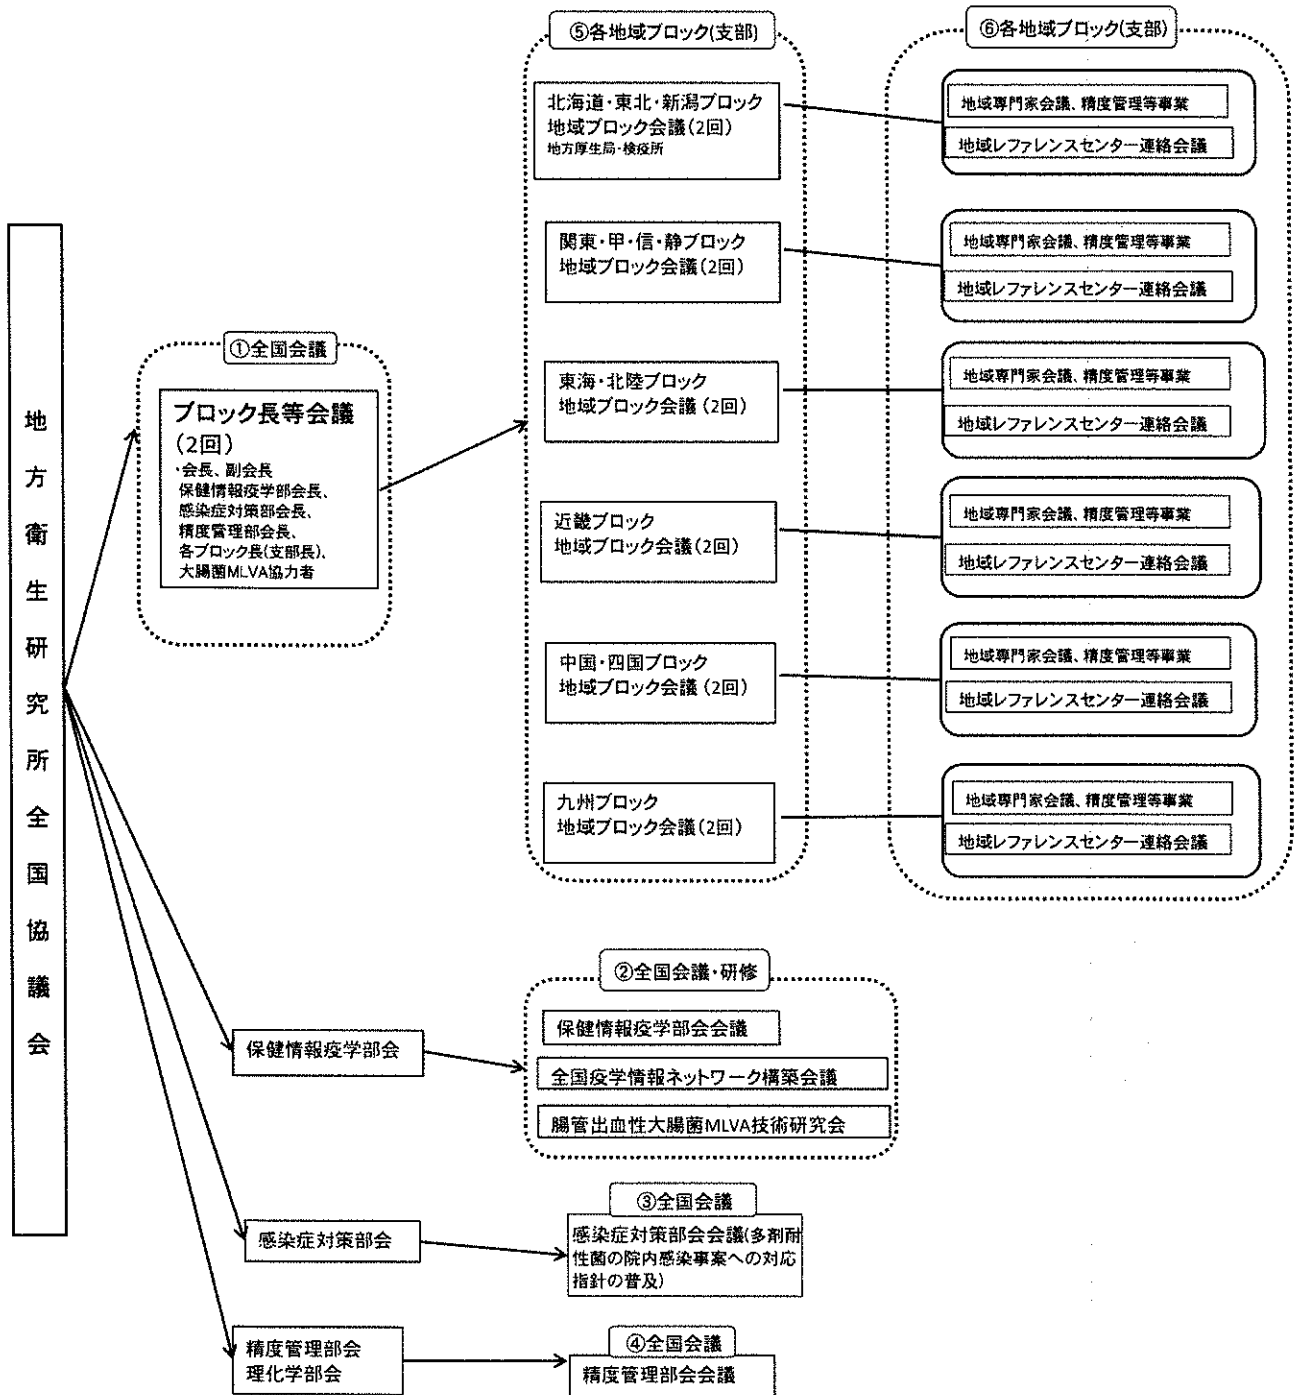 地方衛生研究所全国協議会
①全国会議
ブロック長等会議
(2回)
・会長、副会長
保健情報疫学部会長、
感染症対策部会長、
精度管理部会長、
各ブロック長(支部長)、
大腸菌MLVA協力者
⑤各地域ブロック(支部)
北海道・東北・新潟ブロック
地域ブロック会議(2回)
地方厚生局・検疫所
関東・甲・信・静ブロック
地域ブロック会議(2回)
東海・北陸ブロック
地域ブロック会議(2回)
近畿ブロック
地域ブロック会議(2回)
中国・四国ブロック
地域ブロック会議(2回)
九州ブロック
地域ブロック会議(2回)
⑥各地域ブロック(支部)
地域専門家会議、精度管理等事業
地域レファレンスセンター連絡会議
地域専門家会議、精度管理等事業
地域レファレンスセンター連絡会議
地域専門家会議、精度管理等事業
地域レファレンスセンター連絡会議
地域専門家会議、精度管理等事業
地域レファレンスセンター連絡会議
地域専門家会議、精度管理等事業
地域レファレンスセンター連絡会議
地域専門家会議、精度管理等事業
地域レファレンスセンター連絡会議
保健情報疫学部会
②全国会議・研修
保健情報疫学部会会議
全国疫学情報ネットワーク構築会議
腸管出血性大腸菌MLVA技術研究会
感染症対策部会
③全国会議
感染症対策部会会議(多剤耐
性菌の院内感染事案への対応
指針の普及)
精度管理部会
理化学部会
④全国会議
精度管理部会会議